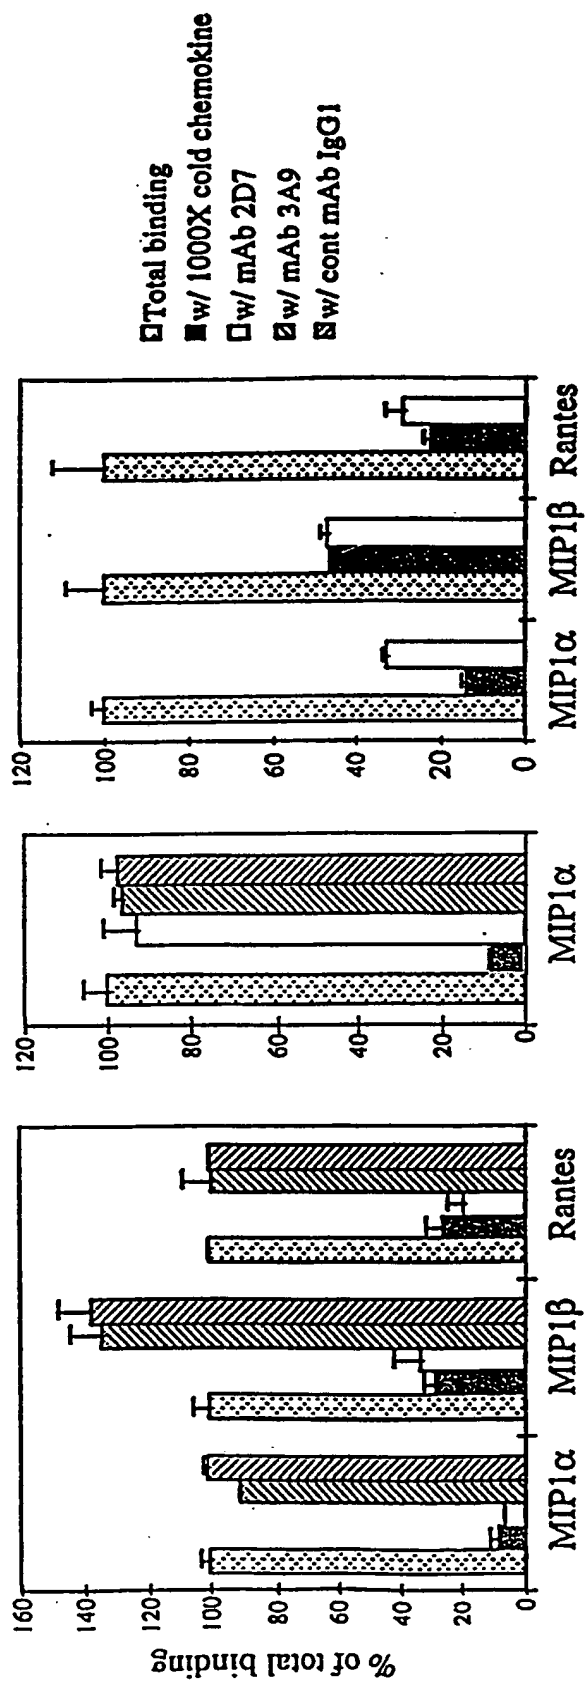 % of total binding
160
140
120
100
80
60
40
20
0
MIP1α MIP1β Rantes
120
100
80
60
40
20
0
MIP1α
120
100
80
60
40
20
0
MIP1α MIP1β Rantes
Total binding
w/ 1000X cold chemokine
w/ mAb 2D7
w/ mAb 3A9
w/ cont mAb IgG1